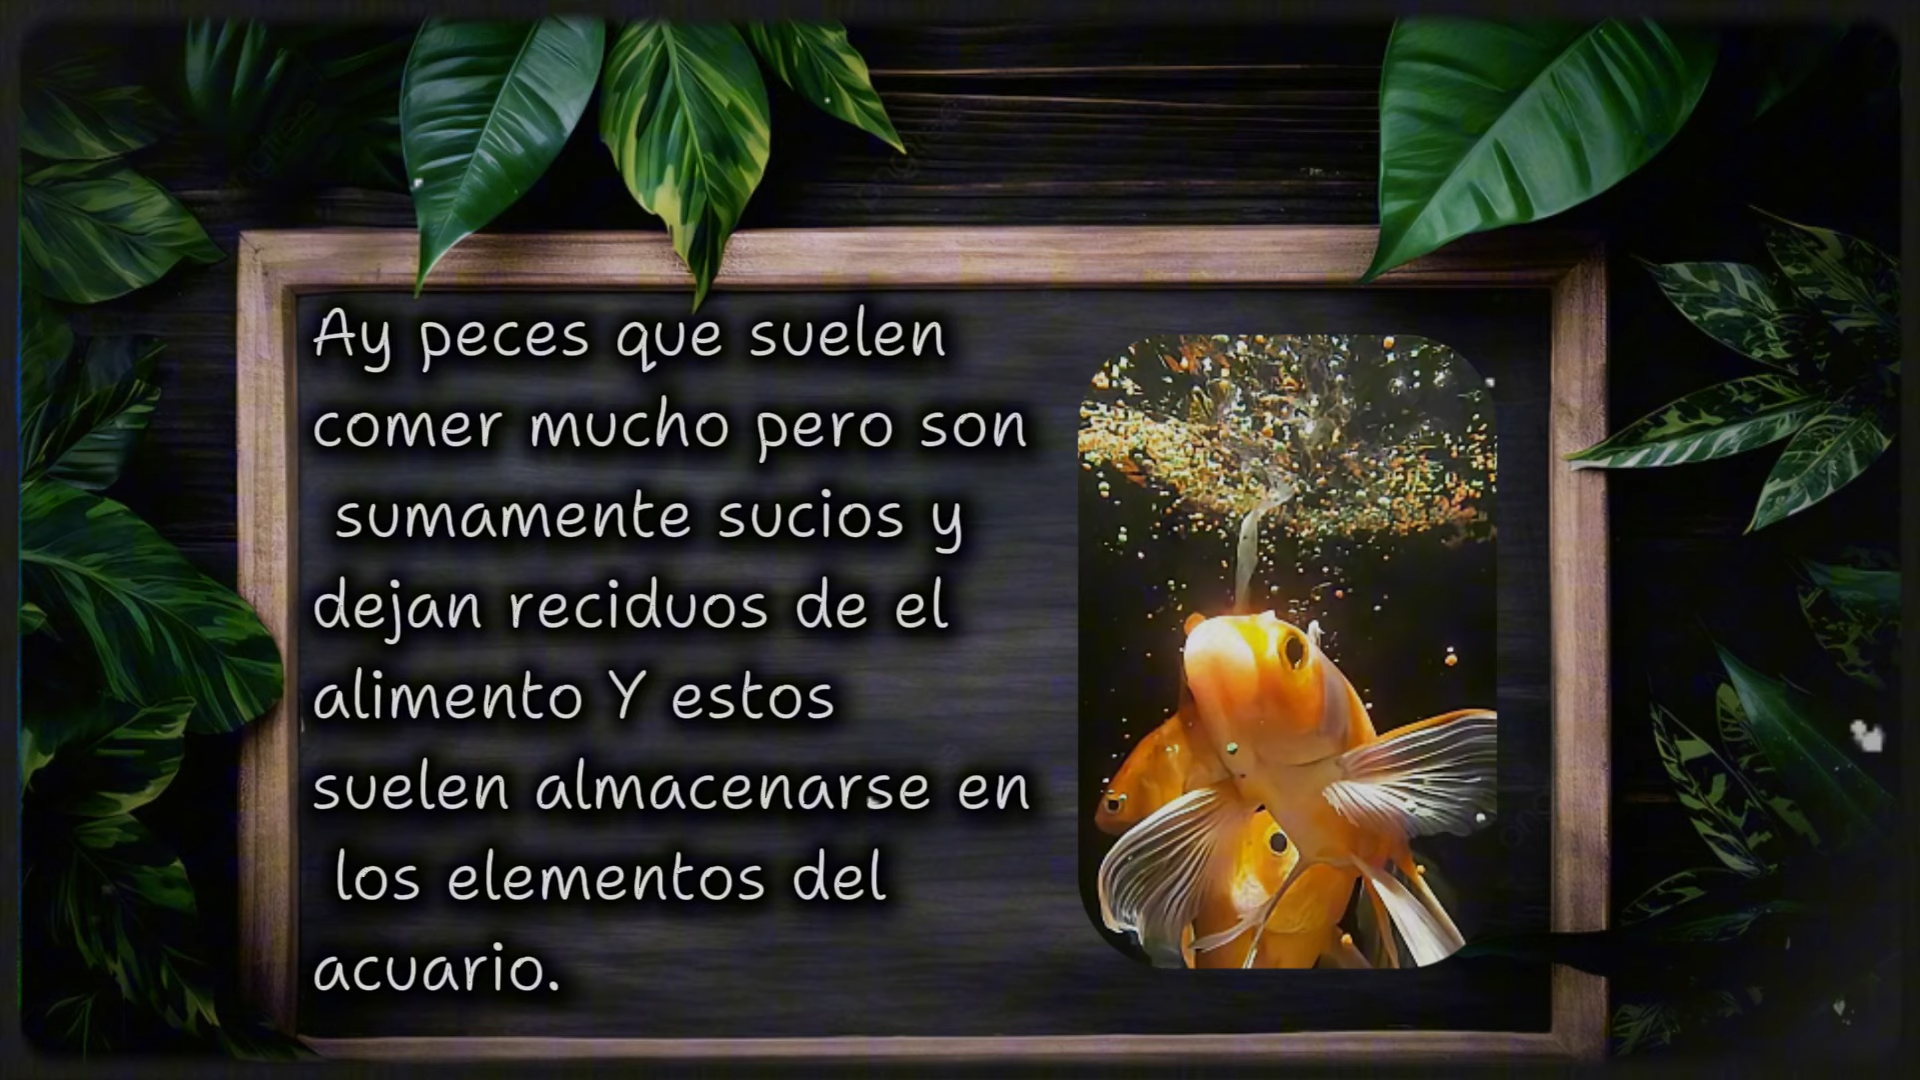 Ay peces que suelen
comer mucho pero son
sumamente sucios y
dejan reciduos de el
alimento Y estos
suelen almacenarse en
los elementos del
acuario.